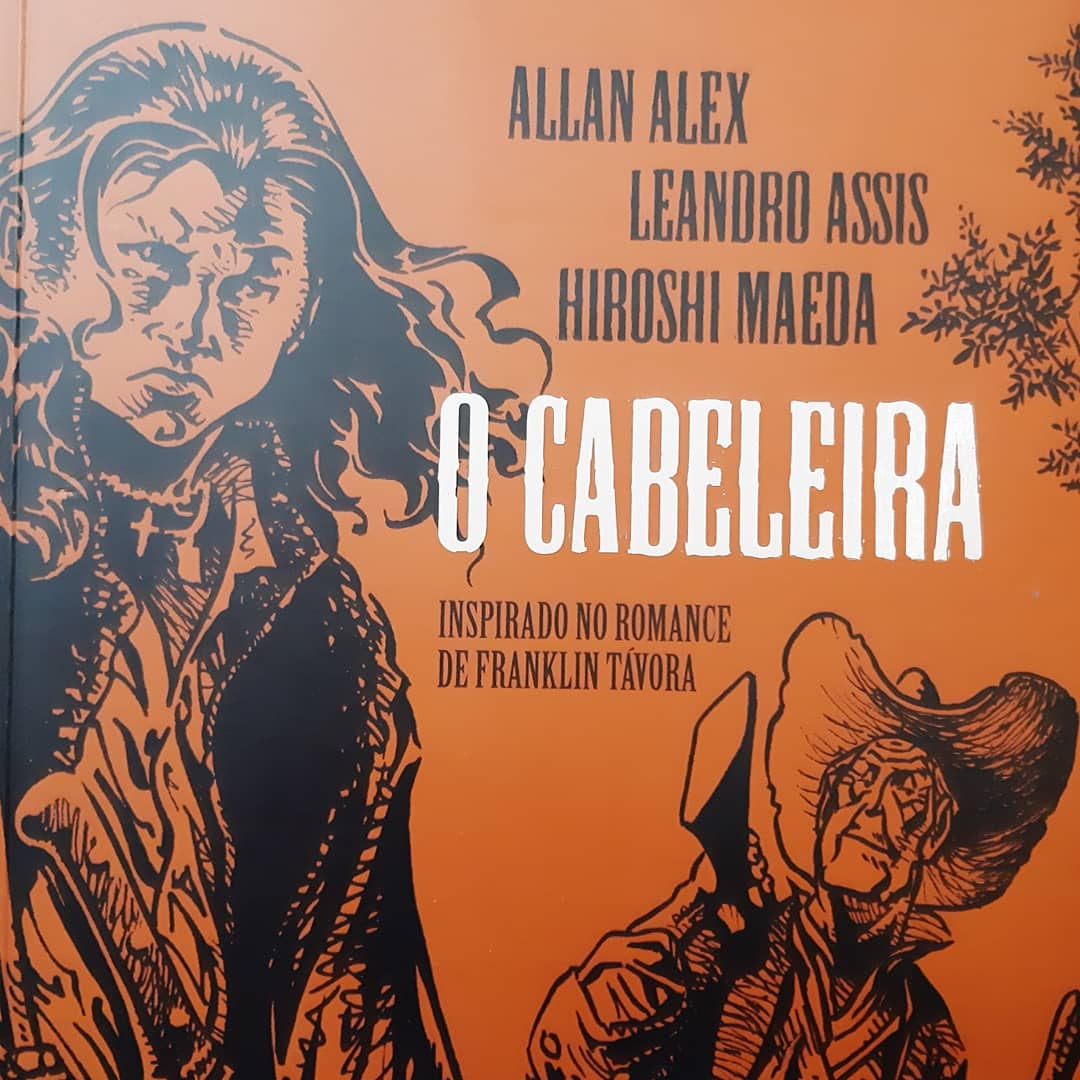 ALLAN ALEX
LEANDRO ASSIS
HIROSHI MAEDA
O CABELEIRA
INSPIRADO NO ROMANCE
DE FRANKLIN TÁVORA